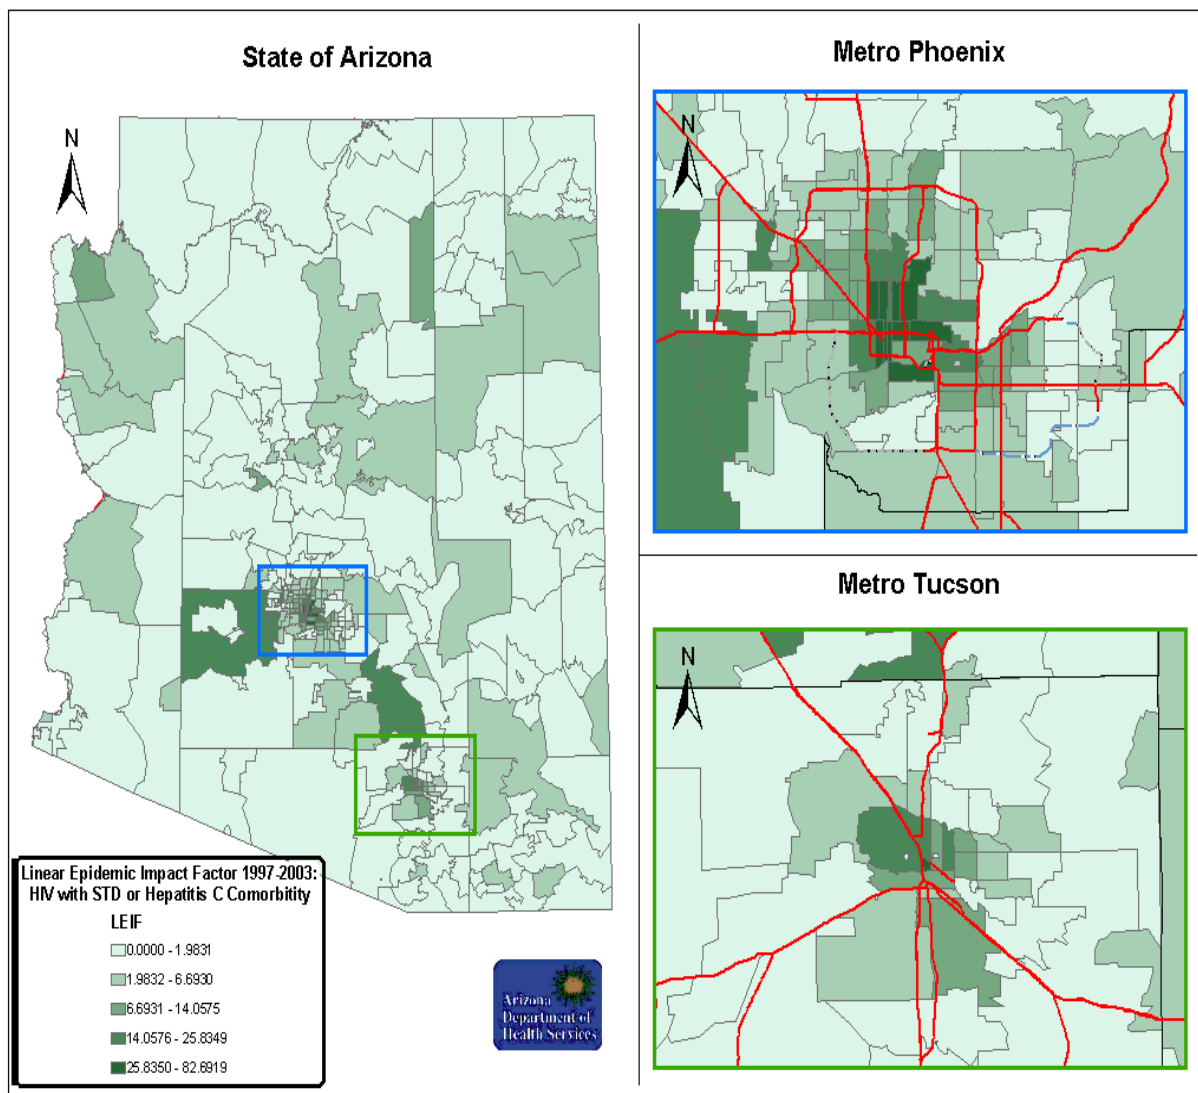 State of Arizona
N
Linear Epidemic Impact Factor 1997-2003:
HIV with STD or Hepatitis C Comorbitity
LEIF
0.0000 - 1.9831
1.9832 - 6.6930
6.6931 - 14.0575
14.0576 - 25.8349
25.8350 - 82.6919
Arizona
Department of
Health Services
Metro Phoenix
N
Metro Tucson
N